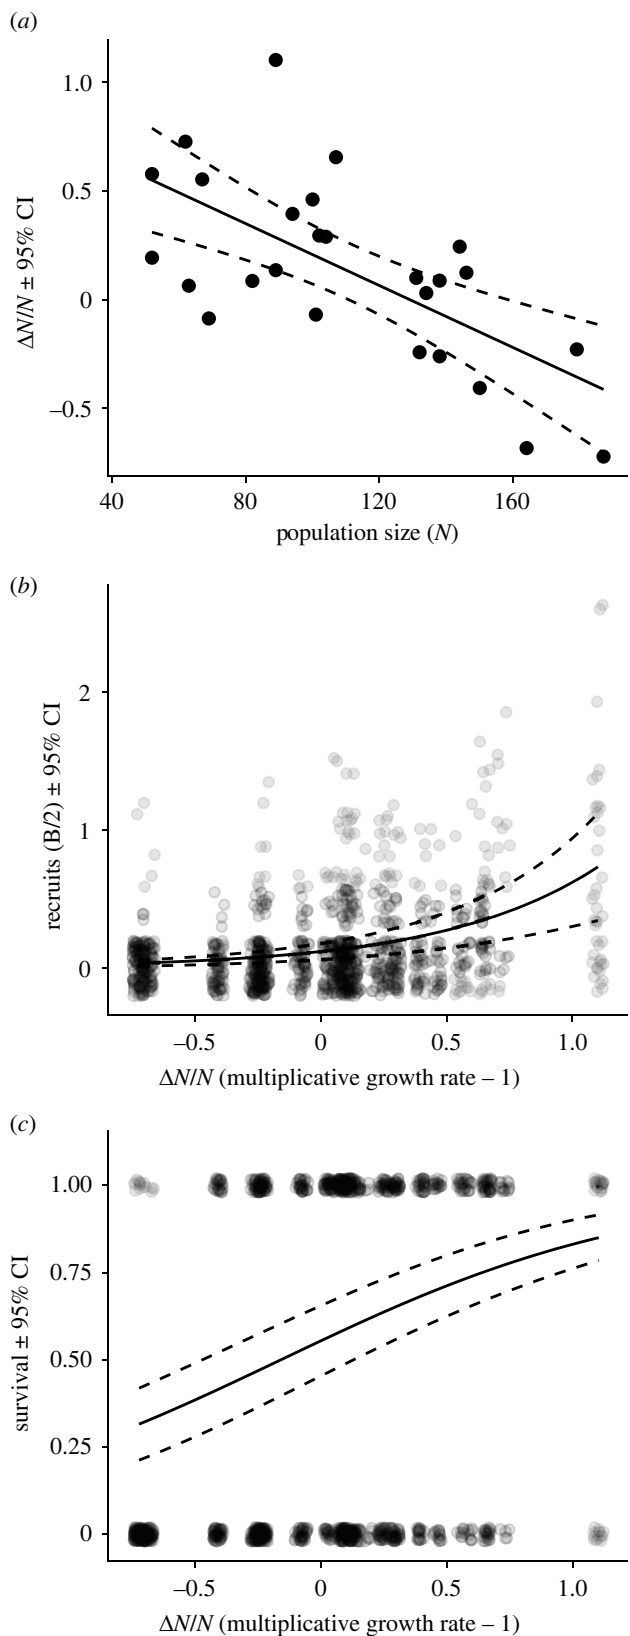 (a)
1.0
0.5
0
–0.5
ΔN/N ± 95% CI
40
80
120
160
population size (N)
(b)
2
1
0
recruits (B/2) ± 95% CI
–0.5
0
0.5
1.0
ΔN/N (multiplicative growth rate – 1)
(c)
1.00
0.75
0.50
0.25
0
survival ± 95% CI
–0.5
0
0.5
1.0
ΔN/N (multiplicative growth rate – 1)